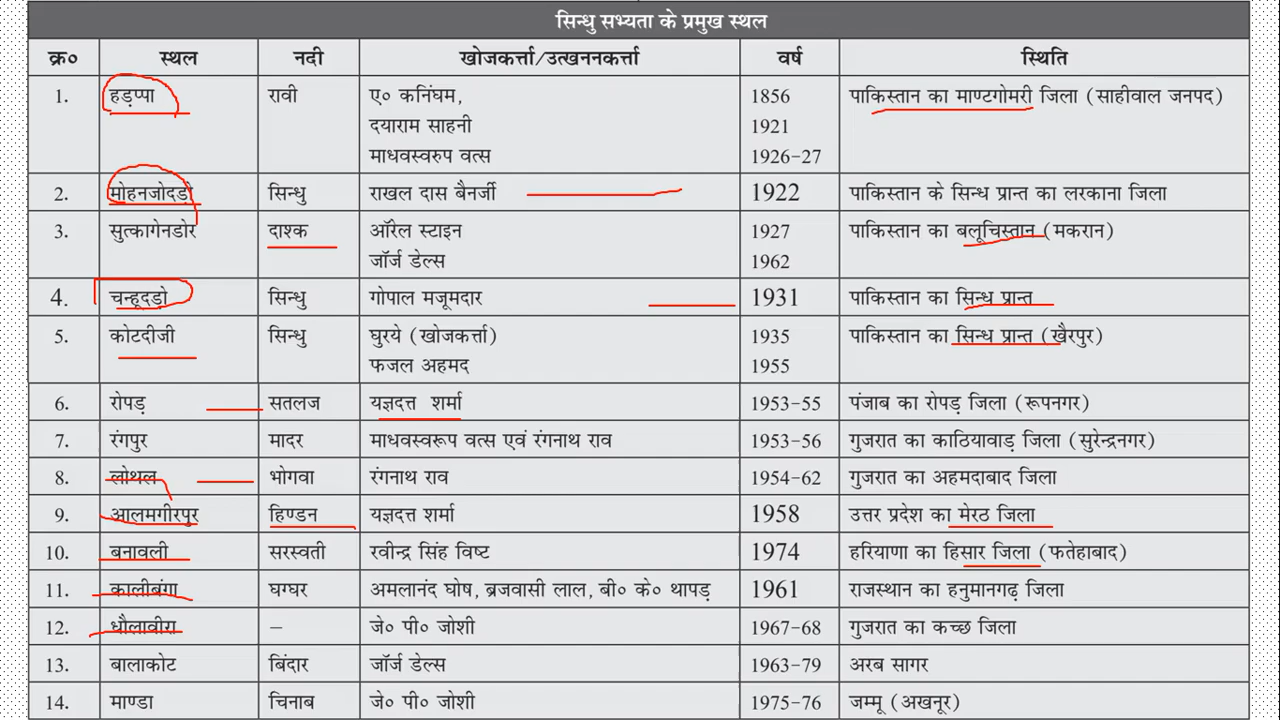 सिन्धु सभ्यता के प्रमुख स्थल
क्र० स्थल नदी खोजकर्त्ता/उत्खननकर्त्ता वर्ष स्थिति
1. हड़प्पा रावी ए० कनिंघम, 1856 पाकिस्तान का माण्टगोमरी जिला (साहीवाल जनपद)
दयाराम साहनी 1921
माधवस्वरुप वत्स 1926-27
2. मोहनजोदड़ो सिन्धु राखल दास बैनर्जी 1922 पाकिस्तान के सिन्ध प्रान्त का लरकाना जिला
3. सुत्कागेनडोर दाश्क ऑरेल स्टाइन 1927 पाकिस्तान का बलूचिस्तान (मकरान)
जॉर्ज डेल्स 1962
4. चन्हूदड़ो सिन्धु गोपाल मजूमदार 1931 पाकिस्तान का सिन्ध प्रान्त
5. कोटदीजी सिन्धु घुरये (खोजकर्त्ता) 1935 पाकिस्तान का सिन्ध प्रान्त (खैरपुर)
फजल अहमद 1955
6. रोपड़ सतलज यज्ञदत्त शर्मा 1953-55 पंजाब का रोपड़ जिला (रूपनगर)
7. रंगपुर मादर माधवस्वरूप वत्स एवं रंगनाथ राव 1953-56 गुजरात का काठियावाड़ जिला (सुरेन्द्रनगर)
8. लोथल भोगवा रंगनाथ राव 1954-62 गुजरात का अहमदाबाद जिला
9. आलमगीरपुर हिण्डन यज्ञदत्त शर्मा 1958 उत्तर प्रदेश का मेरठ जिला
10. बनावली सरस्वती रवीन्द्र सिंह विष्ट 1974 हरियाणा का हिसार जिला (फतेहाबाद)
11. कालीबंगा घग्घर अमलानंद घोष, ब्रजवासी लाल, बी० के० थापड़ 1961 राजस्थान का हनुमानगढ़ जिला
12. धौलावीरा – जे० पी० जोशी 1967-68 गुजरात का कच्छ जिला
13. बालाकोट बिंदार जॉर्ज डेल्स 1963-79 अरब सागर
14. माण्डा चिनाब जे० पी० जोशी 1975-76 जम्मू (अखनूर)